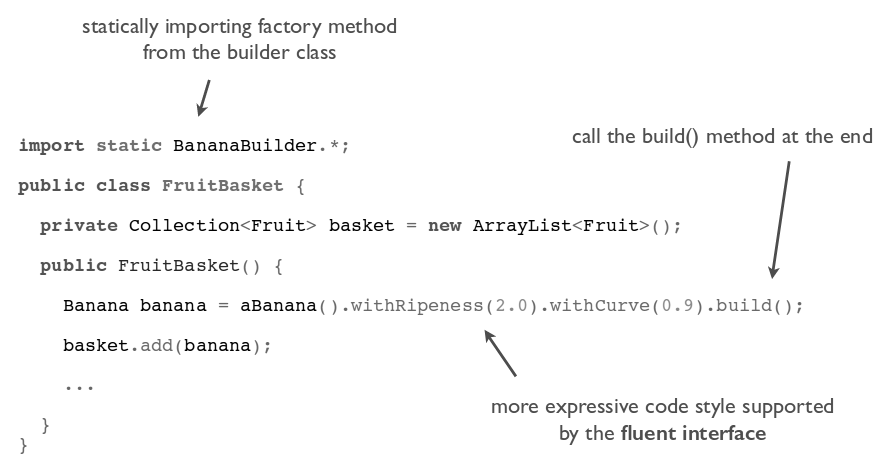 statically importing factory method
from the builder class
call the build() method at the end
import static BananaBuilder.*;
public class FruitBasket {
private Collection<Fruit> basket = new ArrayList<Fruit>();
public FruitBasket() {
Banana banana = aBanana().withRipeness(2.0).withCurve(0.9).build();
basket.add(banana);
...
}
}
more expressive code style supported
by the fluent interface